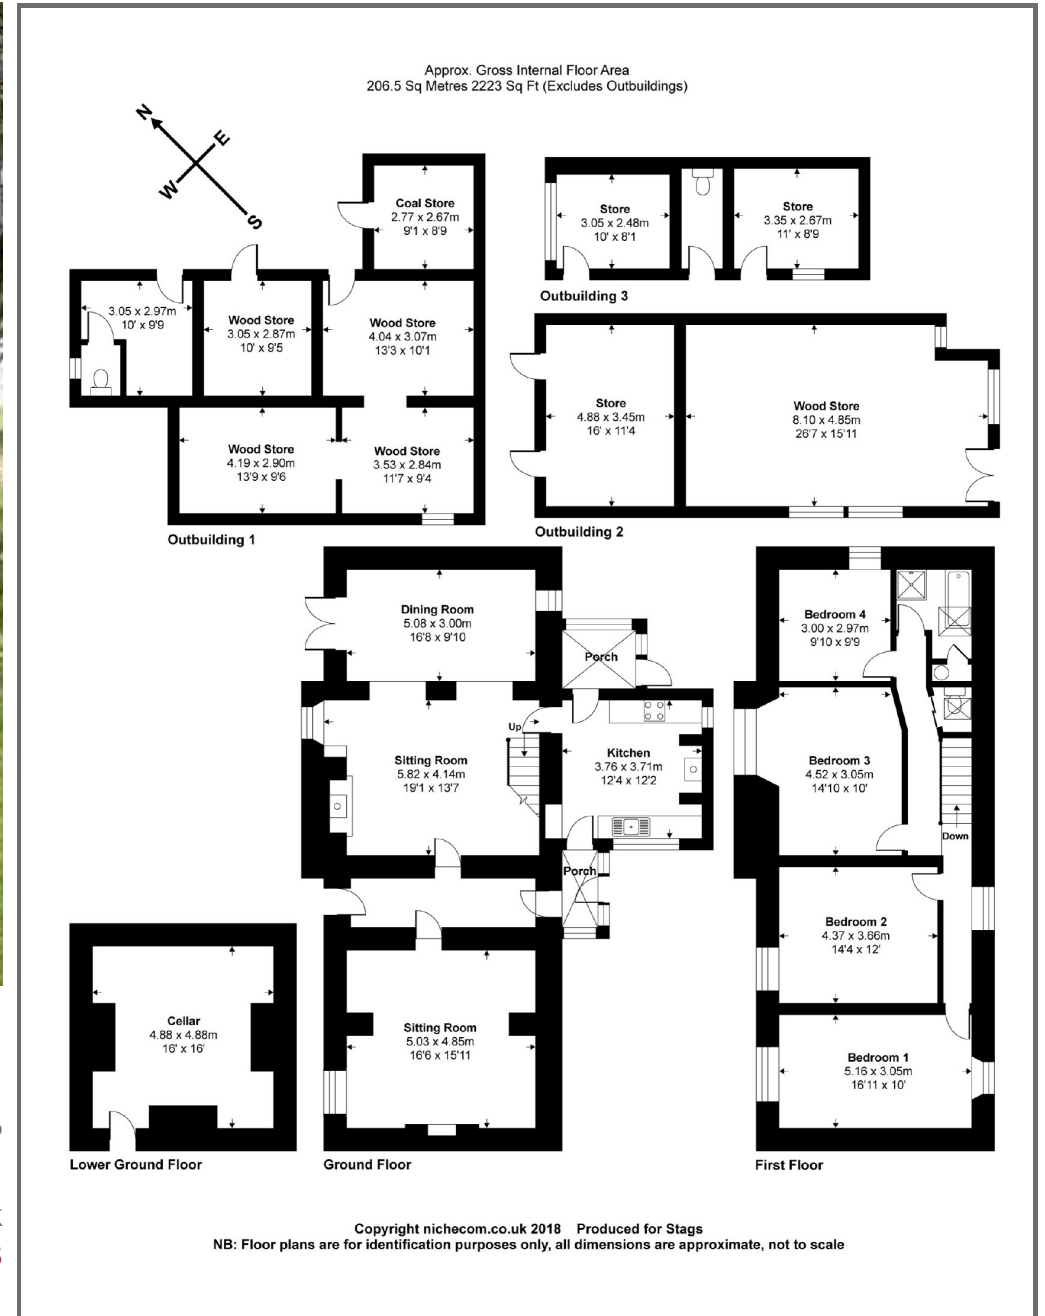 Approx. Gross Internal Floor Area
206.5 Sq Metres 2223 Sq Ft (Excludes Outbuildings)
N
E
W
S
Coal Store
2.77 x 2.67m
9'1 x 8'9
3.05 x 2.97m
10' x 9'9
Wood Store
3.05 x 2.87m
10' x 9'5
Wood Store
4.04 x 3.07m
13'3 x 10'1
Wood Store
4.19 x 2.90m
13'9 x 9'6
Wood Store
3.53 x 2.84m
11'7 x 9'4
Outbuilding 1
Store
3.05 x 2.48m
10' x 8'1
Store
3.35 x 2.67m
11' x 8'9
Outbuilding 3
Store
4.88 x 3.45m
16' x 11'4
Wood Store
8.10 x 4.85m
26'7 x 15'11
Outbuilding 2
Dining Room
5.08 x 3.00m
16'8 x 9'10
Porch
Up
Sitting Room
5.82 x 4.14m
19'1 x 13'7
Kitchen
3.76 x 3.71m
12'4 x 12'2
Porch
Sitting Room
5.03 x 4.85m
16'6 x 15'11
Ground Floor
Cellar
4.88 x 4.88m
16' x 16'
Lower Ground Floor
Bedroom 4
3.00 x 2.97m
9'10 x 9'9
Bedroom 3
4.52 x 3.05m
14'10 x 10'
Down
Bedroom 2
4.37 x 3.66m
14'4 x 12'
Bedroom 1
5.16 x 3.05m
16'11 x 10'
First Floor
Copyright nichecom.co.uk 2018 Produced for Stags
NB: Floor plans are for identification purposes only, all dimensions are approximate, not to scale